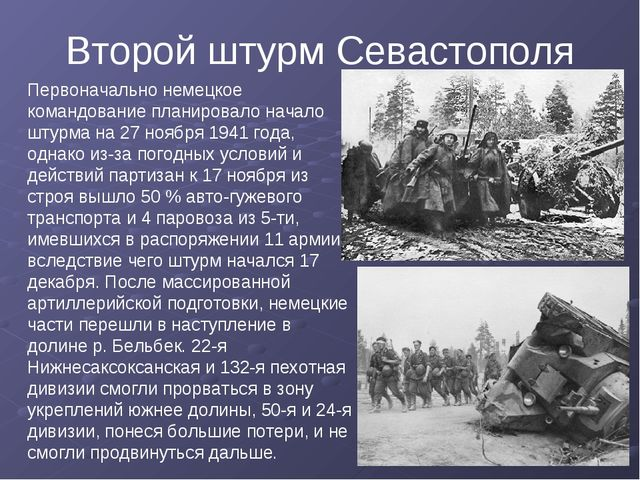 Второй штурм Севастополя
Первоначально немецкое
командование планировало начало
штурма на 27 ноября 1941 года,
однако из-за погодных условий и
действий партизан к 17 ноября из
строя вышло 50 % авто-гужевого
транспорта и 4 паровоза из 5-ти,
имевшихся в распоряжении 11 армии,
вследствие чего штурм начался 17
декабря. После массированной
артиллерийской подготовки, немецкие
части перешли в наступление в
долине р. Бельбек. 22-я
Нижнесаксоксанская и 132-я пехотная
дивизии смогли прорваться в зону
укреплений южнее долины, 50-я и 24-я
дивизии, понеся большие потери, и не
смогли продвинуться дальше.